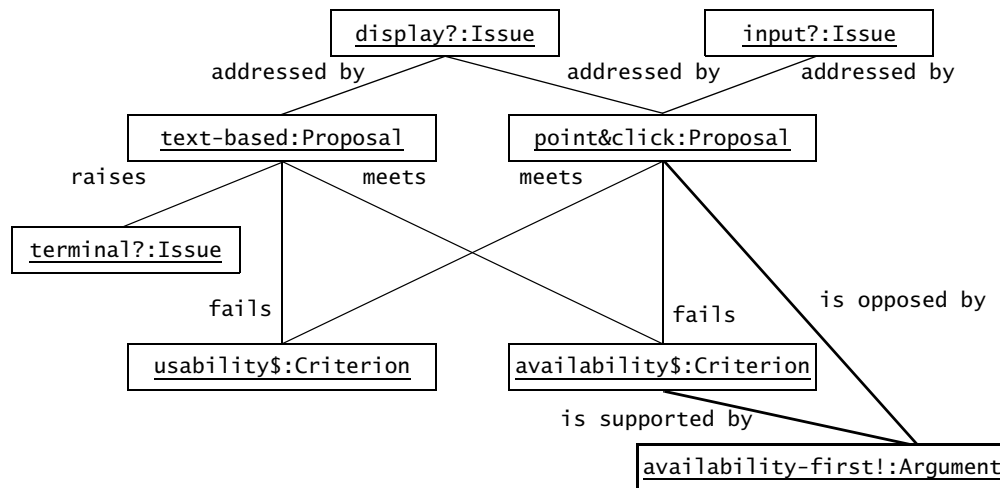 display?:Issue
input?:Issue
addressed by
addressed by
addressed by
text-based:Proposal
point&click:Proposal
raises
meets
meets
terminal?:Issue
is opposed by
fails
fails
usability$:Criterion
availability$:Criterion
is supported by
availability-first!:Argument